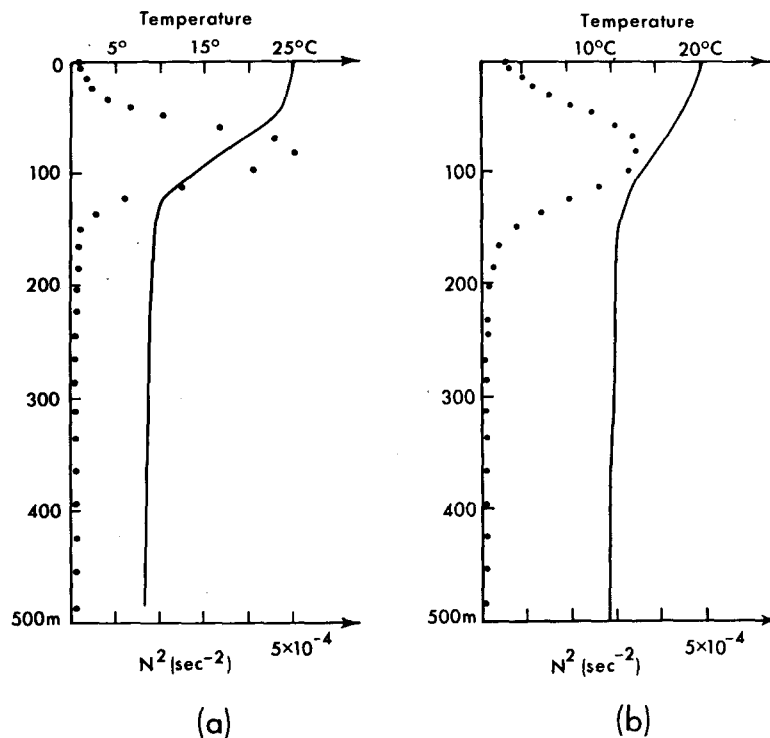 Temperature
5° 15° 25°C
0
100
200
300
400
500m
5×10⁻⁴
N² (sec⁻²)
(a)
Temperature
10°C 20°C
0
100
200
300
400
500m
5×10⁻⁴
N² (sec⁻²)
(b)